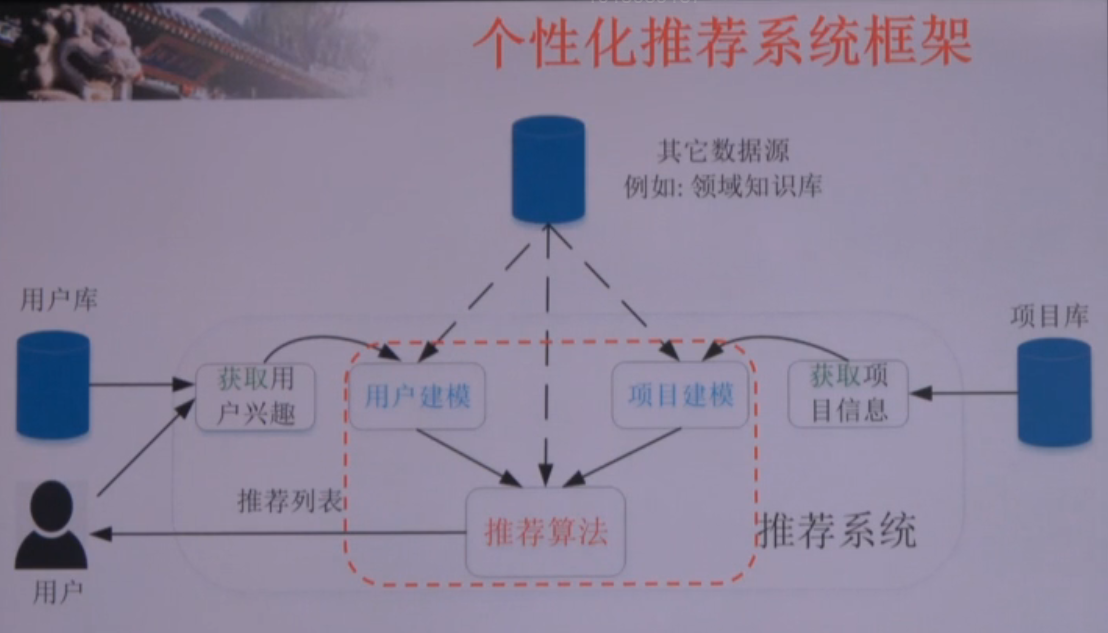 个性化推荐系统框架
其它数据源
例如: 领域知识库
用户库
项目库
获取用
户兴趣
用户建模
项目建模
获取项
目信息
推荐列表
推荐算法
推荐系统
用户